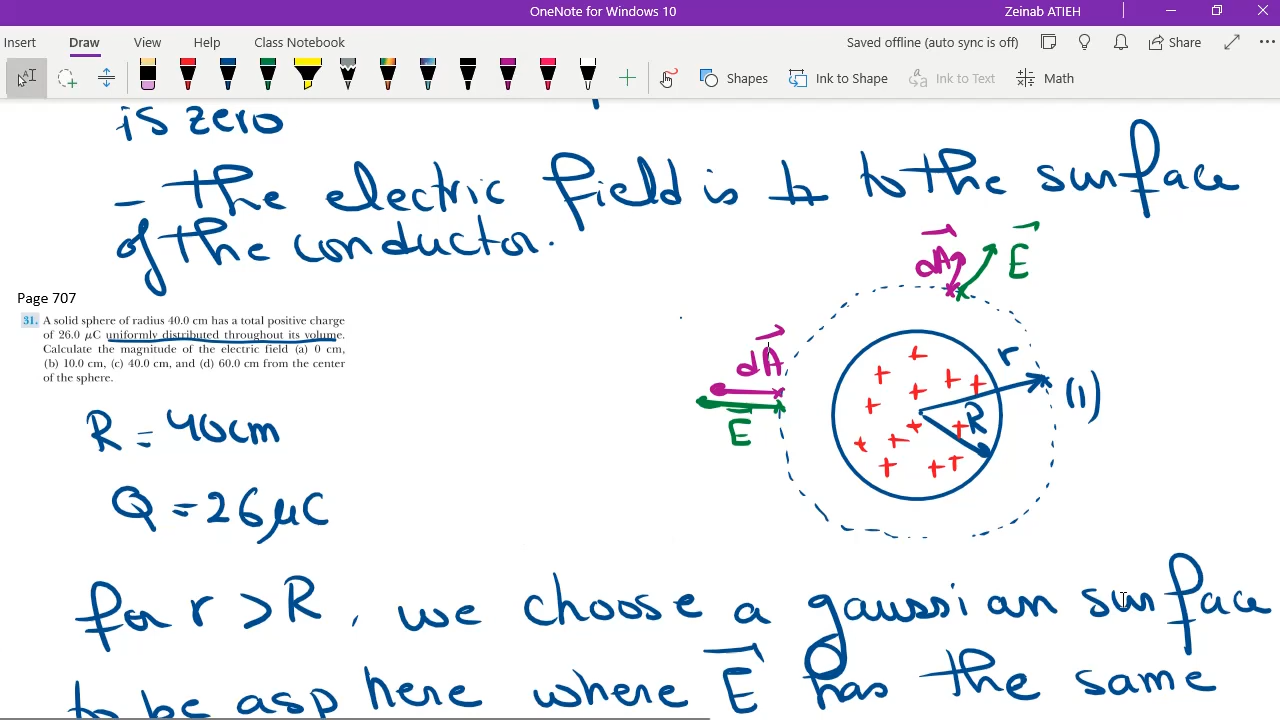 OneNote for Windows 10
Zeinab ATIEH
Insert
Draw
View
Help
Class Notebook
Saved offline (auto sync is off)
Share
Shapes
Ink to Shape
Ink to Text
Math
is zero
- the electric field is ⊥ to the surface
of the conductor.
Page 707
31. A solid sphere of radius 40.0 cm has a total positive charge
of 26.0 μC uniformly distributed throughout its volume.
Calculate the magnitude of the electric field (a) 0 cm,
(b) 10.0 cm, (c) 40.0 cm, and (d) 60.0 cm from the center
of the sphere.
dA
E
dA
E
r
(1)
R
R = 40cm
Q = 26μC
for r > R, we choose a gaussian surface
to be asp here where E has the same